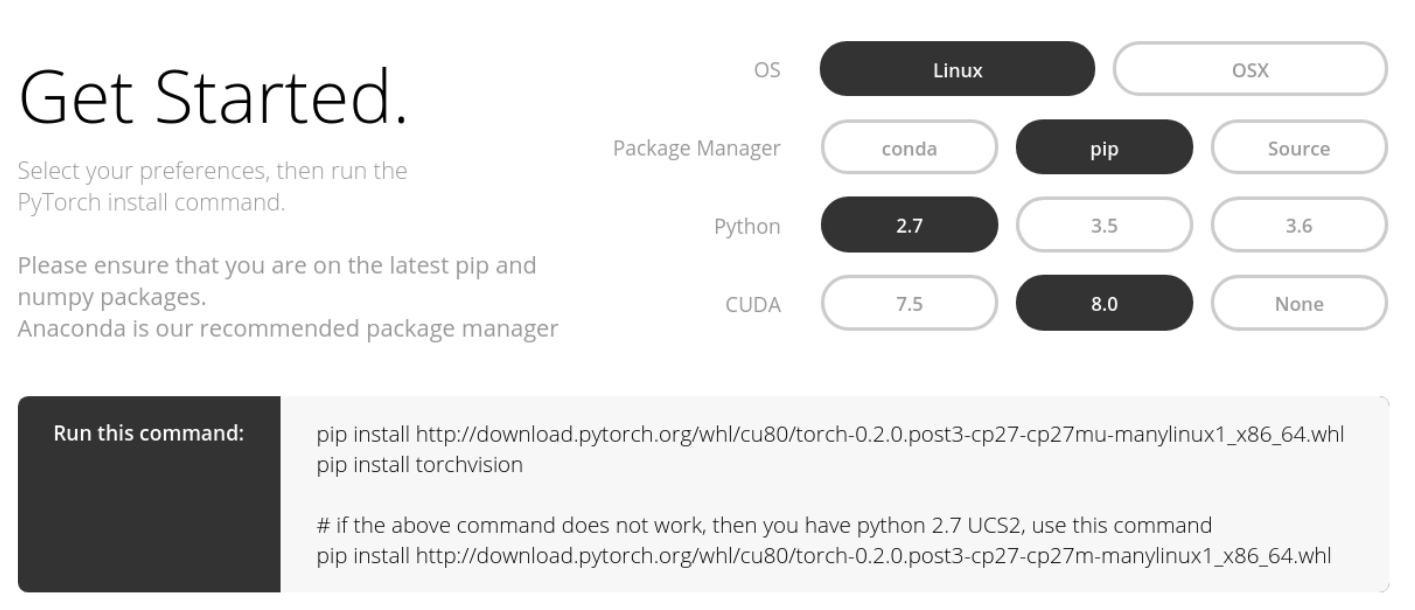 Get Started.
Select your preferences, then run the
PyTorch install command.
Please ensure that you are on the latest pip and
numpy packages.
Anaconda is our recommended package manager
OS Linux OSX
Package Manager conda pip Source
Python 2.7 3.5 3.6
CUDA 7.5 8.0 None
Run this command:
pip install http://download.pytorch.org/whl/cu80/torch-0.2.0.post3-cp27-cp27mu-manylinux1_x86_64.whl
pip install torchvision
# if the above command does not work, then you have python 2.7 UCS2, use this command
pip install http://download.pytorch.org/whl/cu80/torch-0.2.0.post3-cp27-cp27m-manylinux1_x86_64.whl